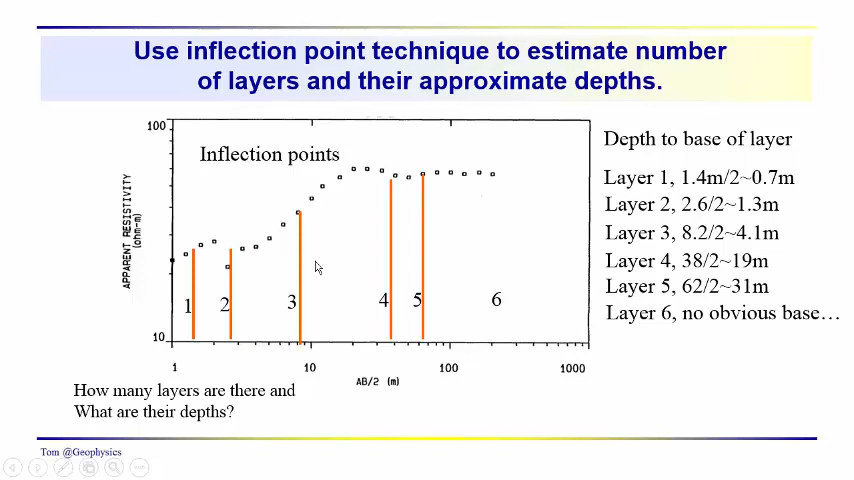 Use inflection point technique to estimate number
of layers and their approximate depths.
100
Inflection points
APPARENT RESISTIVITY
(ohm-m)
1
2
3
4
5
6
10
1
10
100
1000
AB/2 (m)
Depth to base of layer
Layer 1, 1.4m/2~0.7m
Layer 2, 2.6/2~1.3m
Layer 3, 8.2/2~4.1m
Layer 4, 38/2~19m
Layer 5, 62/2~31m
Layer 6, no obvious base…
How many layers are there and
What are their depths?
Tom @Geophysics